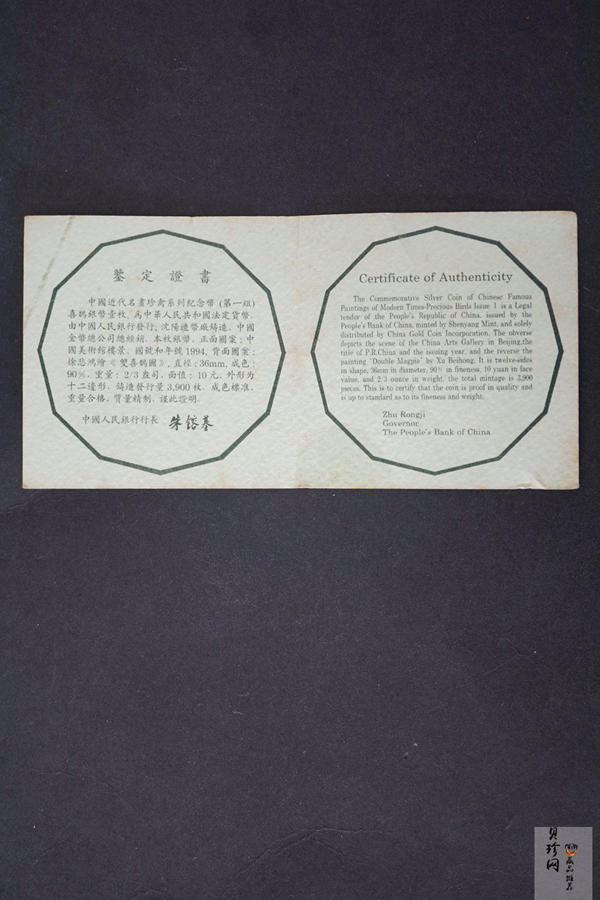 鑒定證書
中國近代名畫珍禽系列紀念幣(第一組)
喜鵲銀幣壹枚,為中華人民共和國法定貨幣,
由中國人民銀行發行,沈陽造幣廠鑄造,中國
金幣總公司總經銷。本枚銀幣,正面圖案:中
國美術館樓景,國號和年號1994,背面圖案:
徐悲鴻繪《雙喜鵲圖》。直徑:36mm,成色:
90%,重量:2/3盎司,面值:10元,外形為
十二邊形,鑄造發行量3,900枚,成色標準,
重量合格,質量精制,謹此證明。
中國人民銀行行長 朱鎔基
Certificate of Authenticity
The Commemorative Silver Coin of Chinese Famous
Paintings of Modern Times-Precious Birds Issue 1 is a Legal
tender of the People's Republic of China, issued by the
People's Bank of China, minted by Shenyang Mint, and solely
distributed by China Gold Coin Incorporation. The obverse
depicts the scene of the China Arts Gallery in Beijing,the
title of P.R.China and the issuing year, and the reverse the
painting "Double Magpie" by Xu Beihong. It is twelve-sides
in shape, 36mm in diameter, 90% in fineness, 10 yuan in face
value, and 2/3 ounce in weight, the total mintage is 3,900
pieces. This is to certify that the coin is proof in quality and
is up to standard as to its fineness and weight.
Zhu Rongji
Governor
The People's Bank of China
貝珍网
藏品推荐